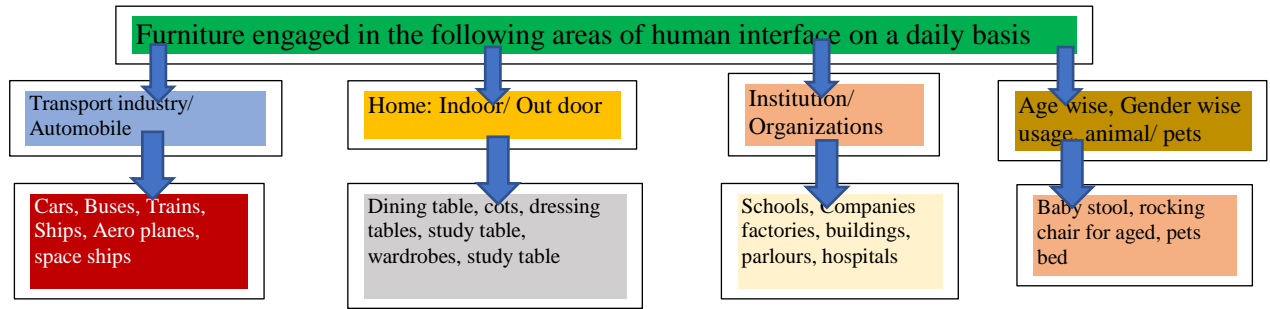 Furniture engaged in the following areas of human interface on a daily basis
Transport industry/
Automobile
Home: Indoor/ Out door
Institution/
Organizations
Age wise, Gender wise
usage, animal/ pets
Cars, Buses, Trains,
Ships, Aero planes,
space ships
Dining table, cots, dressing
tables, study table,
wardrobes, study table
Schools, Companies
factories, buildings,
parlours, hospitals
Baby stool, rocking
chair for aged, pets
bed